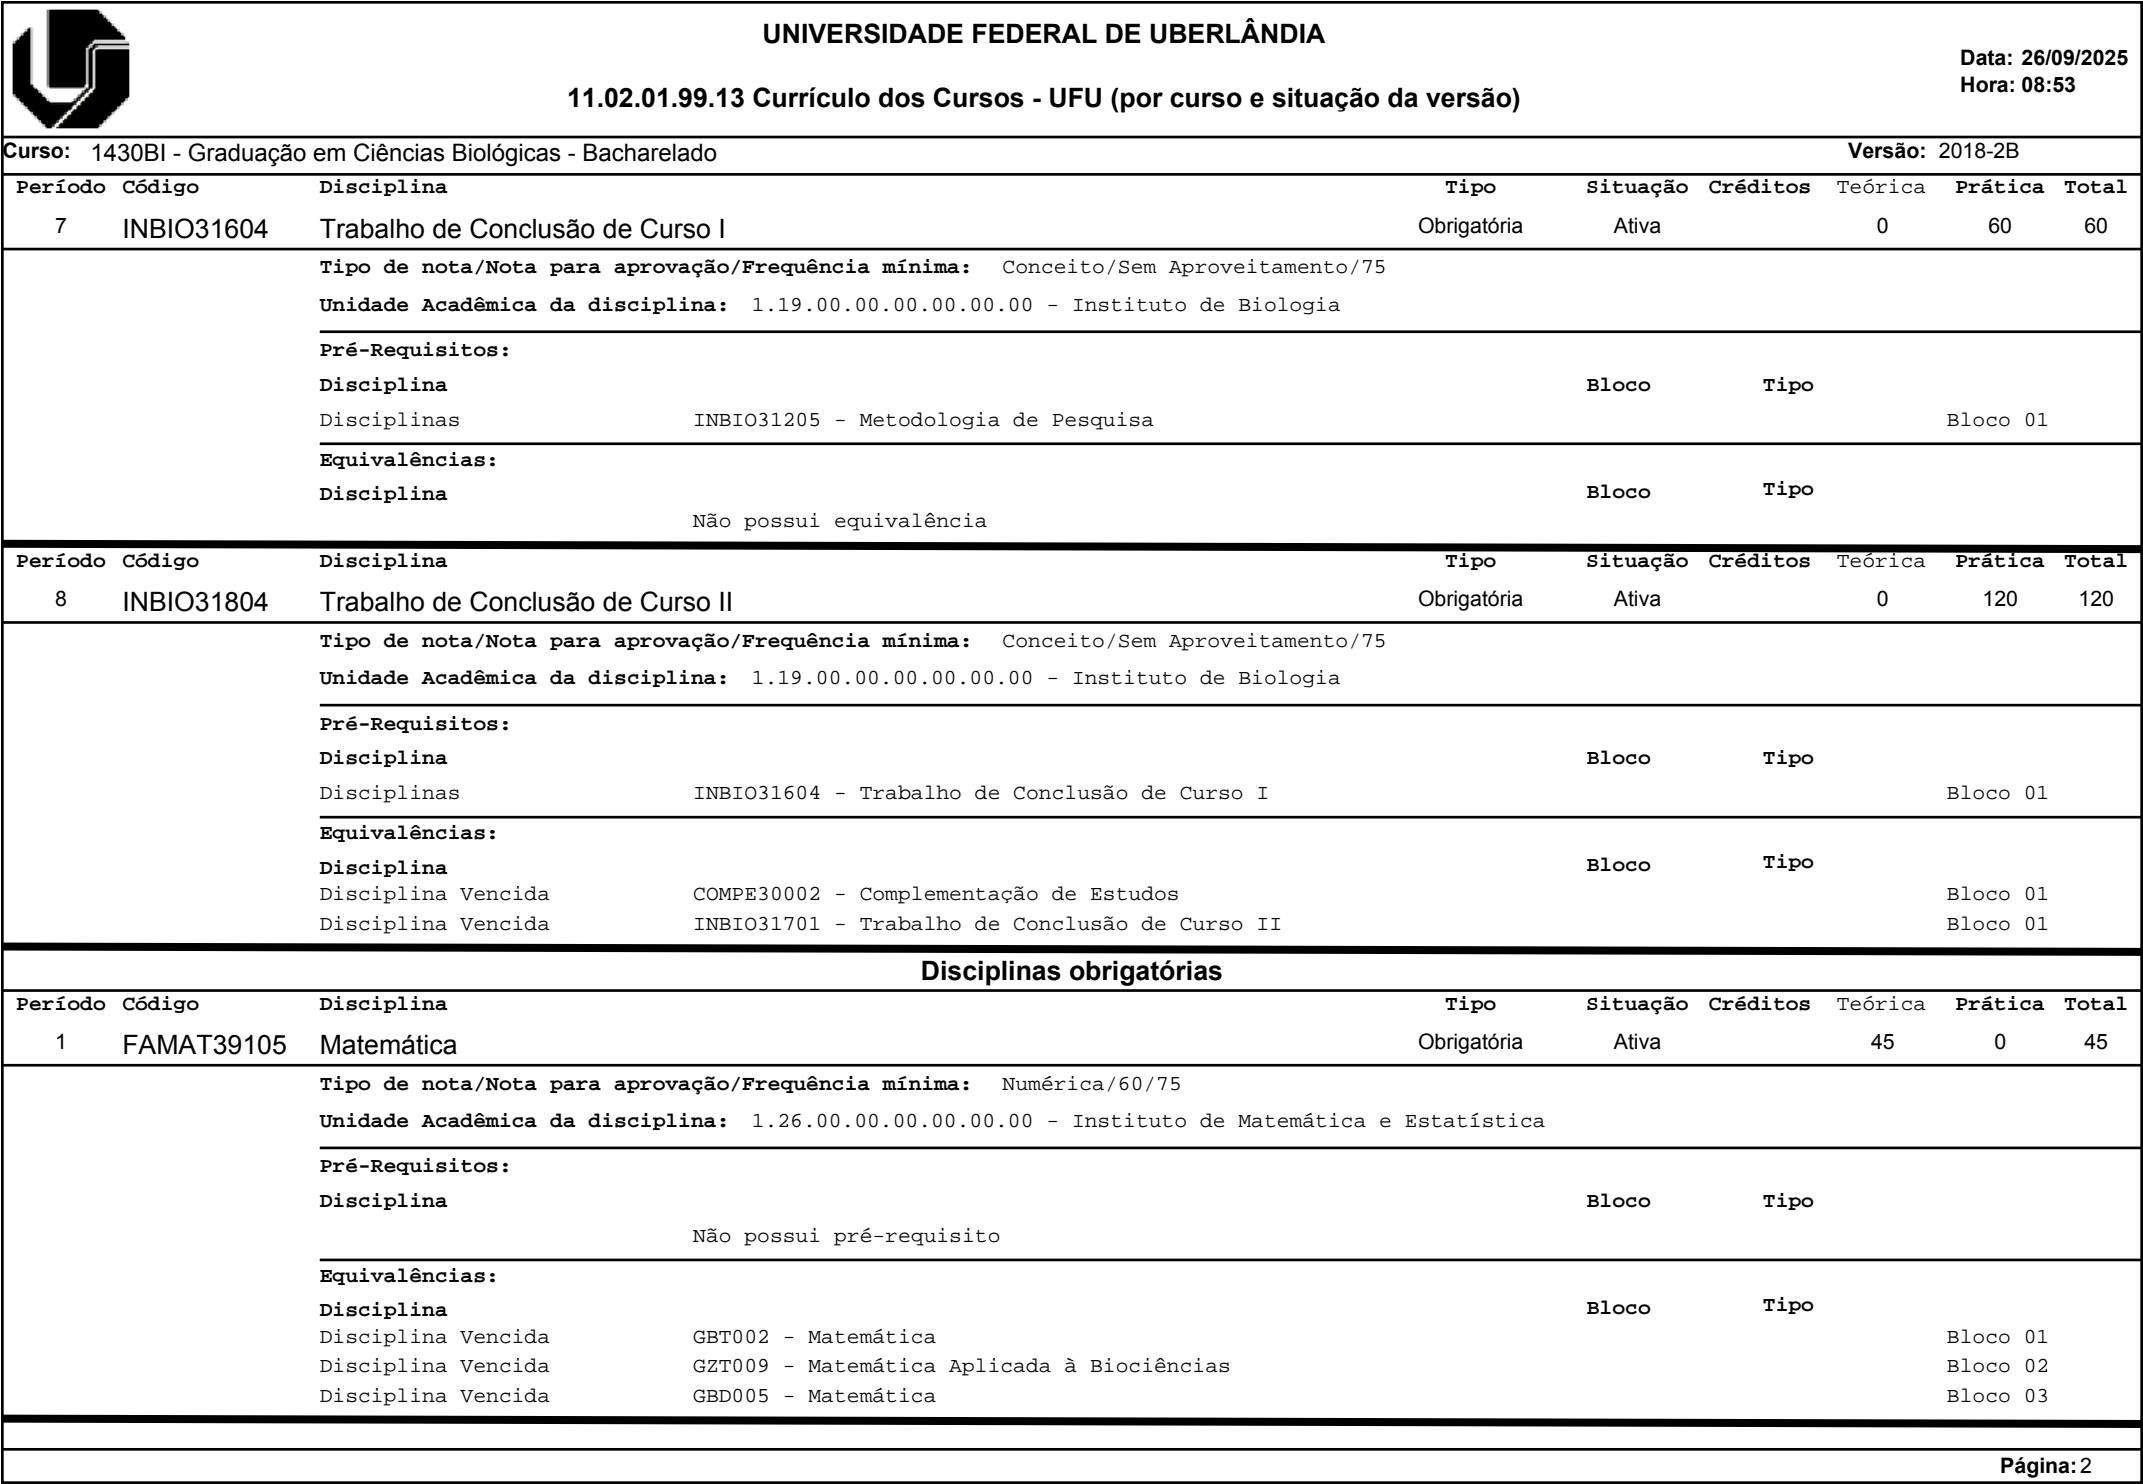 UNIVERSIDADE FEDERAL DE UBERLÂNDIA
Data: 26/09/2025
Hora: 08:53
11.02.01.99.13 Currículo dos Cursos - UFU (por curso e situação da versão)
Curso: 1430BI - Graduação em Ciências Biológicas - Bacharelado Versão: 2018-2B
Período Código Disciplina Tipo Situação Créditos Teórica Prática Total
7 INBIO31604 Trabalho de Conclusão de Curso I Obrigatória Ativa 0 60 60
Tipo de nota/Nota para aprovação/Frequência mínima: Conceito/Sem Aproveitamento/75
Unidade Acadêmica da disciplina: 1.19.00.00.00.00.00.00 - Instituto de Biologia
Pré-Requisitos:
Disciplina Bloco Tipo
Disciplinas INBIO31205 - Metodologia de Pesquisa Bloco 01
Equivalências:
Disciplina Bloco Tipo
Não possui equivalência
Período Código Disciplina Tipo Situação Créditos Teórica Prática Total
8 INBIO31804 Trabalho de Conclusão de Curso II Obrigatória Ativa 0 120 120
Tipo de nota/Nota para aprovação/Frequência mínima: Conceito/Sem Aproveitamento/75
Unidade Acadêmica da disciplina: 1.19.00.00.00.00.00.00 - Instituto de Biologia
Pré-Requisitos:
Disciplina Bloco Tipo
Disciplinas INBIO31604 - Trabalho de Conclusão de Curso I Bloco 01
Equivalências:
Disciplina Bloco Tipo
Disciplina Vencida COMPE30002 - Complementação de Estudos Bloco 01
Disciplina Vencida INBIO31701 - Trabalho de Conclusão de Curso II Bloco 01
Disciplinas obrigatórias
Período Código Disciplina Tipo Situação Créditos Teórica Prática Total
1 FAMAT39105 Matemática Obrigatória Ativa 45 0 45
Tipo de nota/Nota para aprovação/Frequência mínima: Numérica/60/75
Unidade Acadêmica da disciplina: 1.26.00.00.00.00.00.00 - Instituto de Matemática e Estatística
Pré-Requisitos:
Disciplina Bloco Tipo
Não possui pré-requisito
Equivalências:
Disciplina Bloco Tipo
Disciplina Vencida GBT002 - Matemática Bloco 01
Disciplina Vencida GZT009 - Matemática Aplicada à Biociências Bloco 02
Disciplina Vencida GBD005 - Matemática Bloco 03
Página: 2